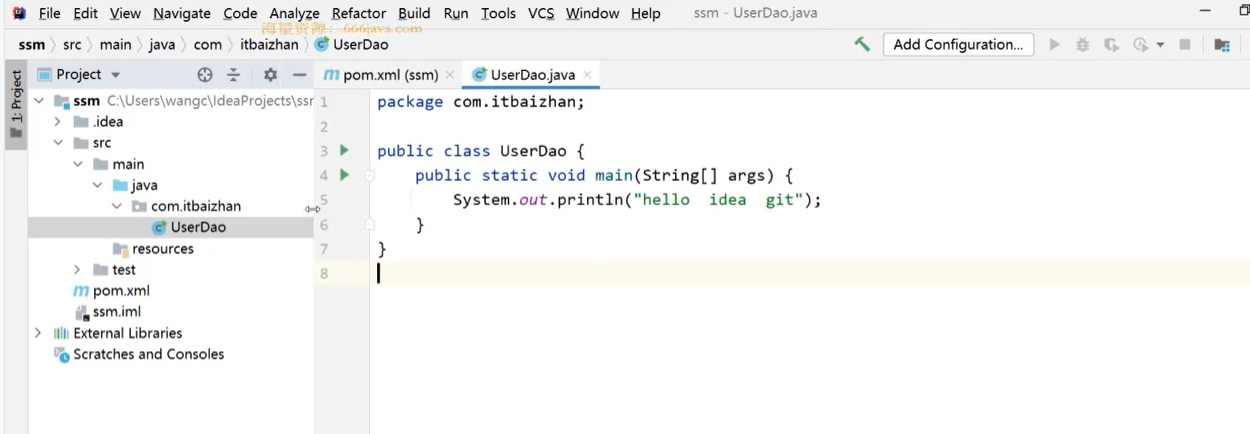 File Edit View Navigate Code Analyze Refactor Build Run Tools VCS Window Help ssm - UserDao.java
海量资源：666java.com
ssm src main java com itbaizhan UserDao Add Configuration...
1: Project
Project
pom.xml (ssm) UserDao.java
ssm C:\Users\wangc\IdeaProjects\ssm
.idea
src
main
java
com.itbaizhan
UserDao
resources
test
pom.xml
ssm.iml
External Libraries
Scratches and Consoles
1 package com.itbaizhan;
2
3 public class UserDao {
4 public static void main(String[] args) {
5 System.out.println("hello  idea  git");
6 }
7 }
8